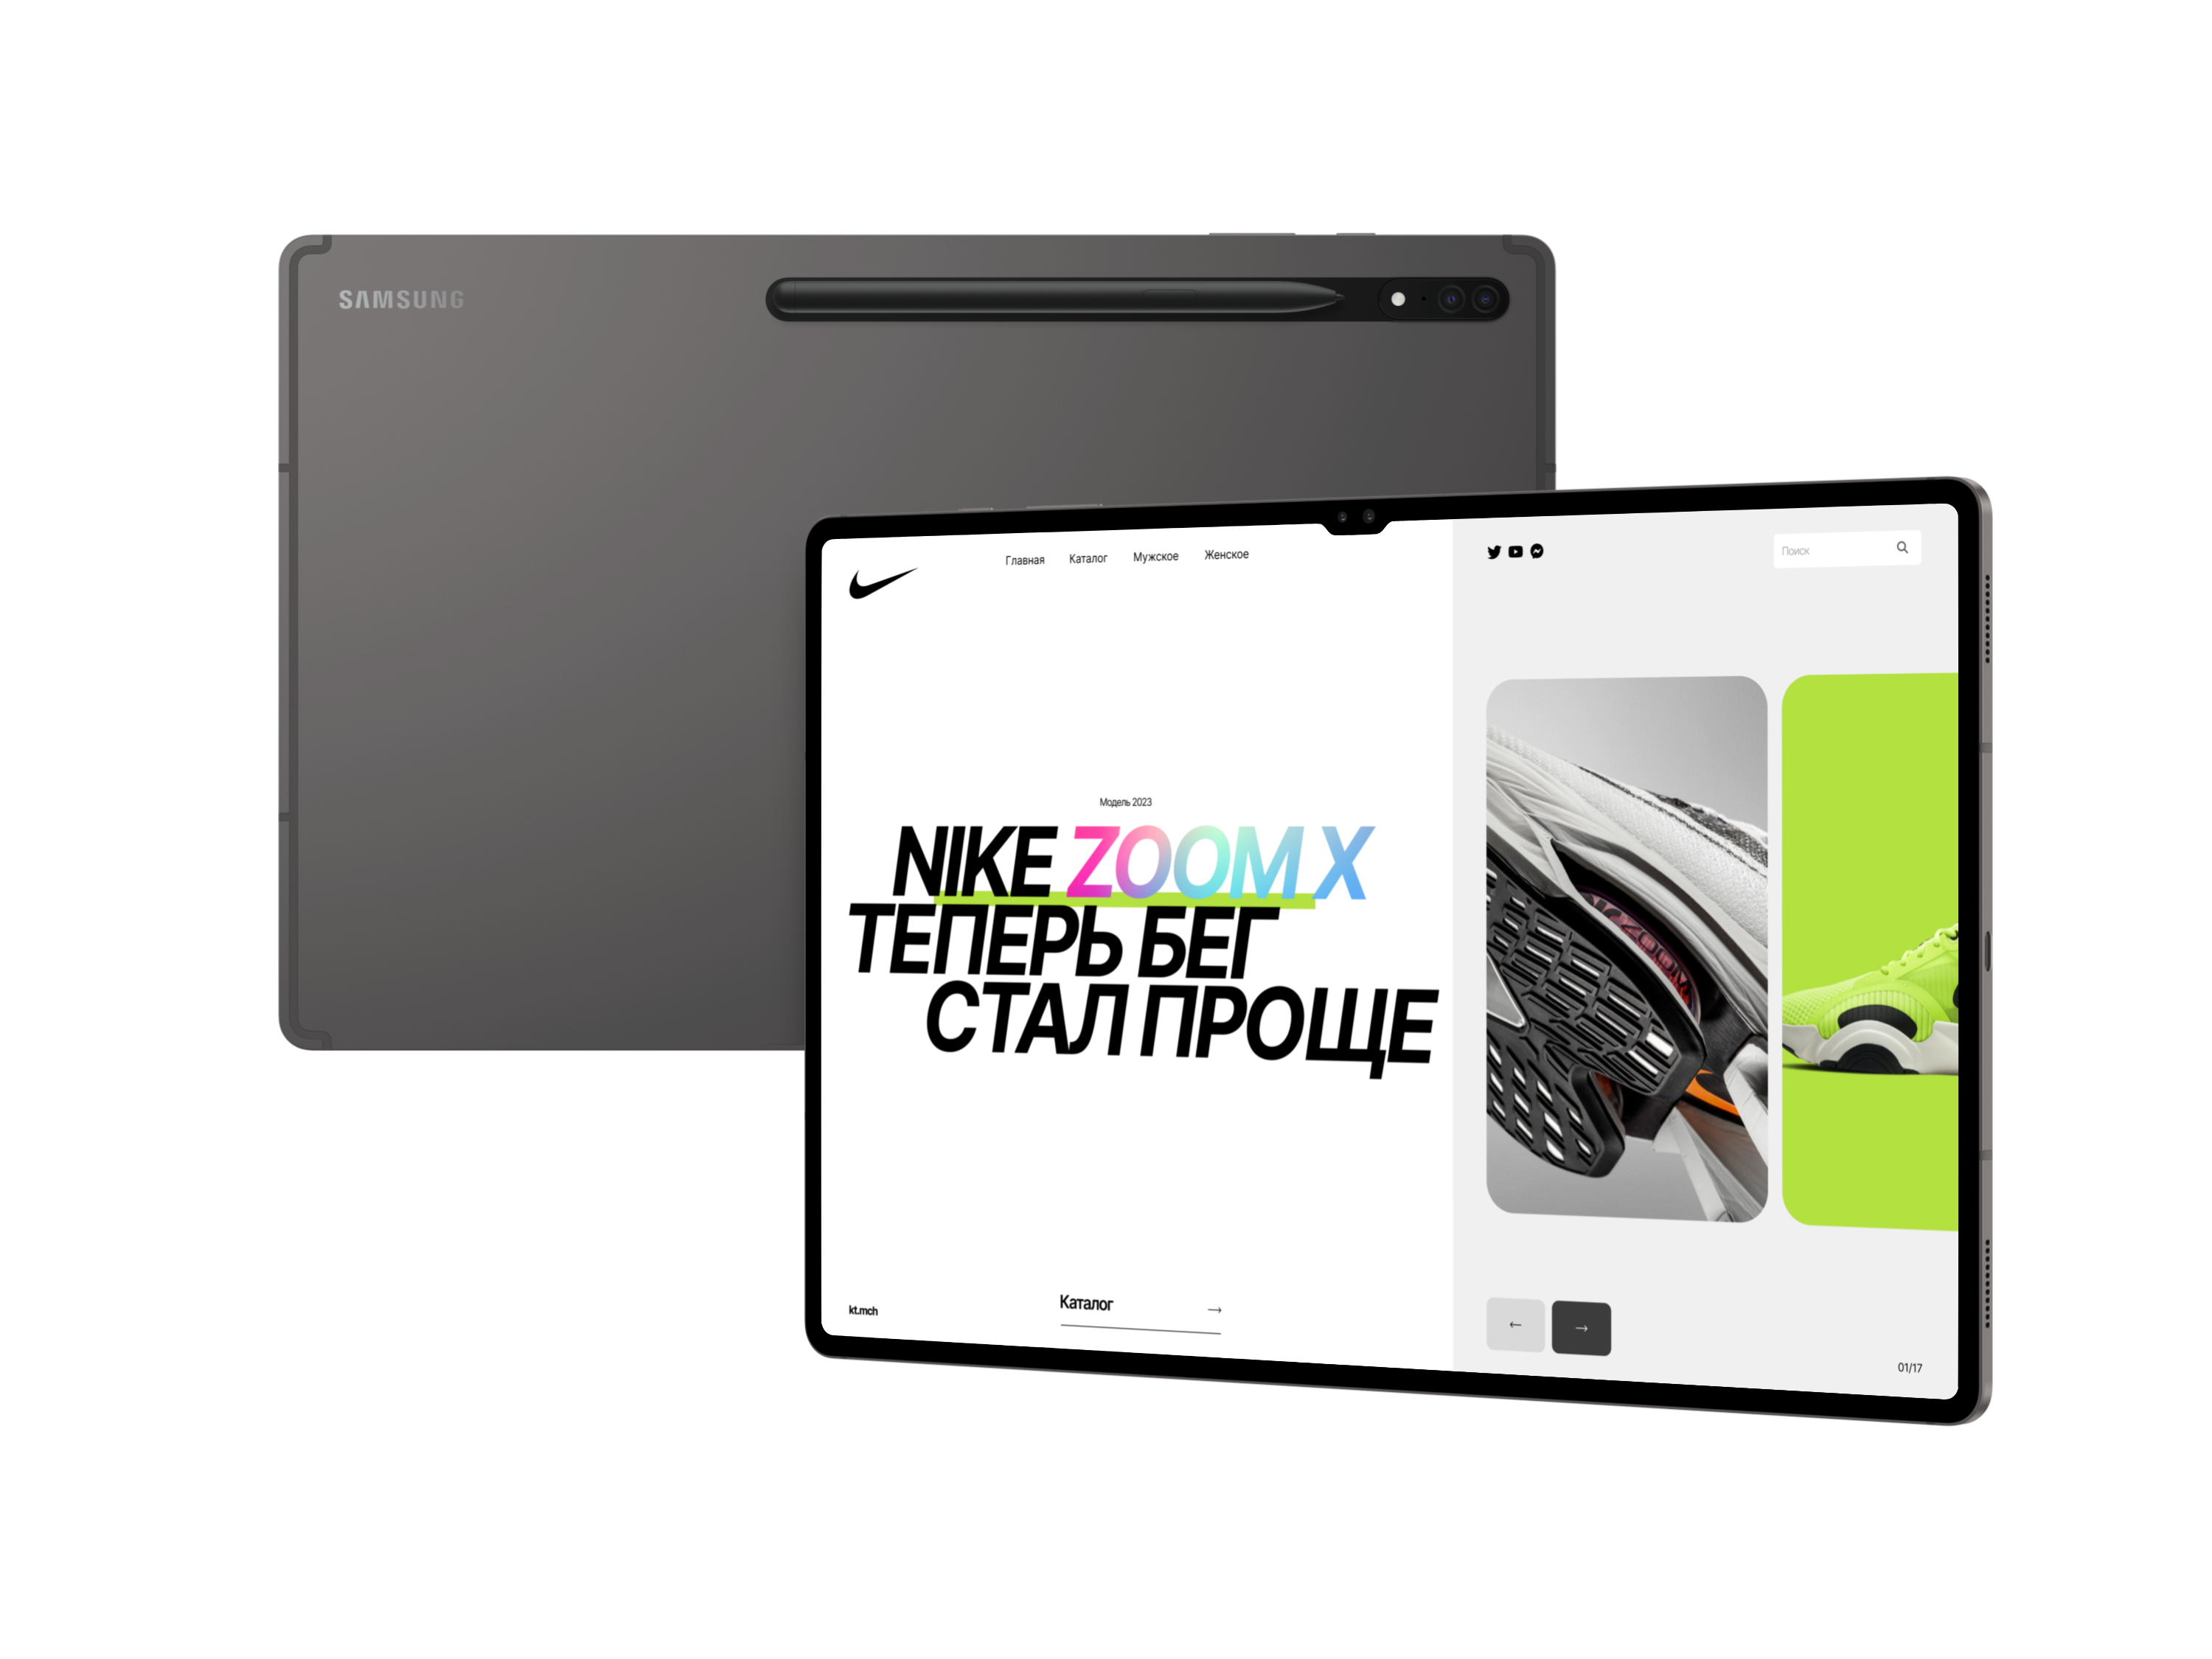 SAMSUNG
Главная Каталог Мужское Женское
Поиск
Модель 2023
NIKE ZOOM X
ТЕПЕРЬ БЕГ
СТАЛ ПРОЩЕ
ZOOM
kt.mch
Каталог →
← →
01/17